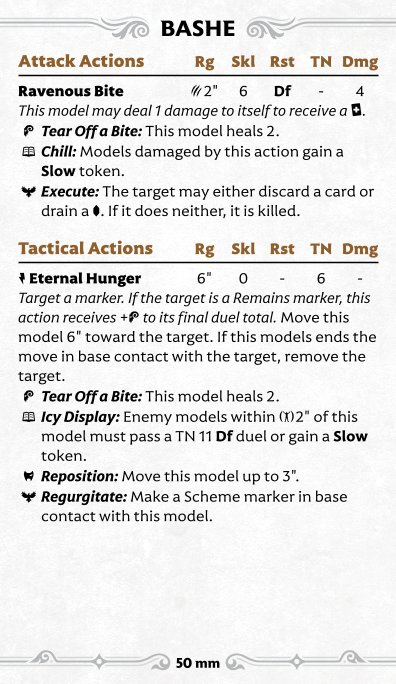 BASHE
Attack Actions Rg Skl Rst TN Dmg
Ravenous Bite 2" 6 Df - 4
This model may deal 1 damage to itself to receive a .
Tear Off a Bite: This model heals 2.
Chill: Models damaged by this action gain a
Slow token.
Execute: The target may either discard a card or
drain a . If it does neither, it is killed.
Tactical Actions Rg Skl Rst TN Dmg
Eternal Hunger 6" 0 - 6 -
Target a marker. If the target is a Remains marker, this
action receives + to its final duel total. Move this
model 6" toward the target. If this models ends the
move in base contact with the target, remove the
target.
Tear Off a Bite: This model heals 2.
Icy Display: Enemy models within 2" of this
model must pass a TN 11 Df duel or gain a Slow
token.
Reposition: Move this model up to 3".
Regurgitate: Make a Scheme marker in base
contact with this model.
50 mm